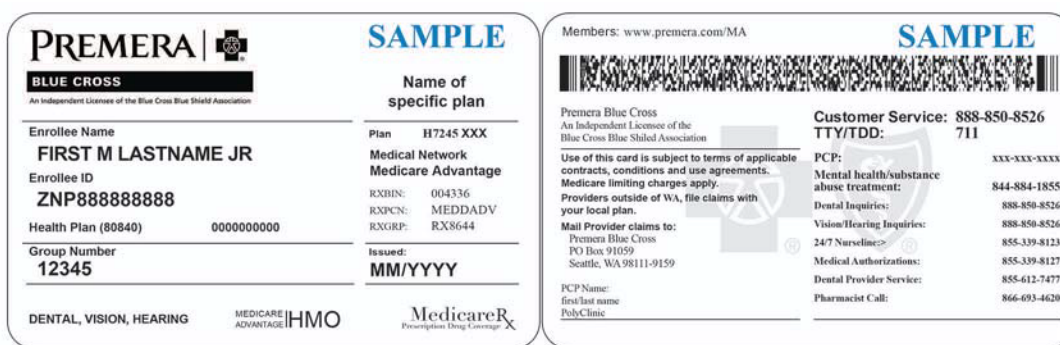 PREMERA
SAMPLE
BLUE CROSS
An Independent Licensee of the Blue Cross Blue Shield Association
Name of
specific plan
Enrollee Name
FIRST M LASTNAME JR
Enrollee ID
ZNP888888888
Health Plan (80840) 0000000000
Group Number
12345
Plan H7245 XXX
Medical Network
Medicare Advantage
RXBIN: 004336
RXPCN: MEDDADV
RXGRP: RX8644
Issued:
MM/YYYY
DENTAL, VISION, HEARING
MEDICARE
ADVANTAGE
HMO
MedicareRx
Prescription Drug Coverage
Members: www.premera.com/MA
SAMPLE
Premera Blue Cross
An Independent Licensee of the
Blue Cross Blue Shiled Association
Use of this card is subject to terms of applicable
contracts, conditions and use agreements.
Medicare limiting charges apply.
Providers outside of WA, file claims with
your local plan.
Mail Provider claims to:
Premera Blue Cross
PO Box 91059
Seattle, WA 98111-9159
PCP Name:
first/last name
PolyClinic
Customer Service: 888-850-8526
TTY/TDD: 711
PCP: xxx-xxx-xxxx
Mental health/substance
abuse treatment: 844-884-1855
Dental Inquiries: 888-850-8526
Vision/Hearing Inquiries: 888-850-8526
24/7 Nurseline:> 855-339-8123
Medical Authorizations: 855-339-8127
Dental Provider Service: 855-612-7477
Pharmacist Call: 866-693-4620